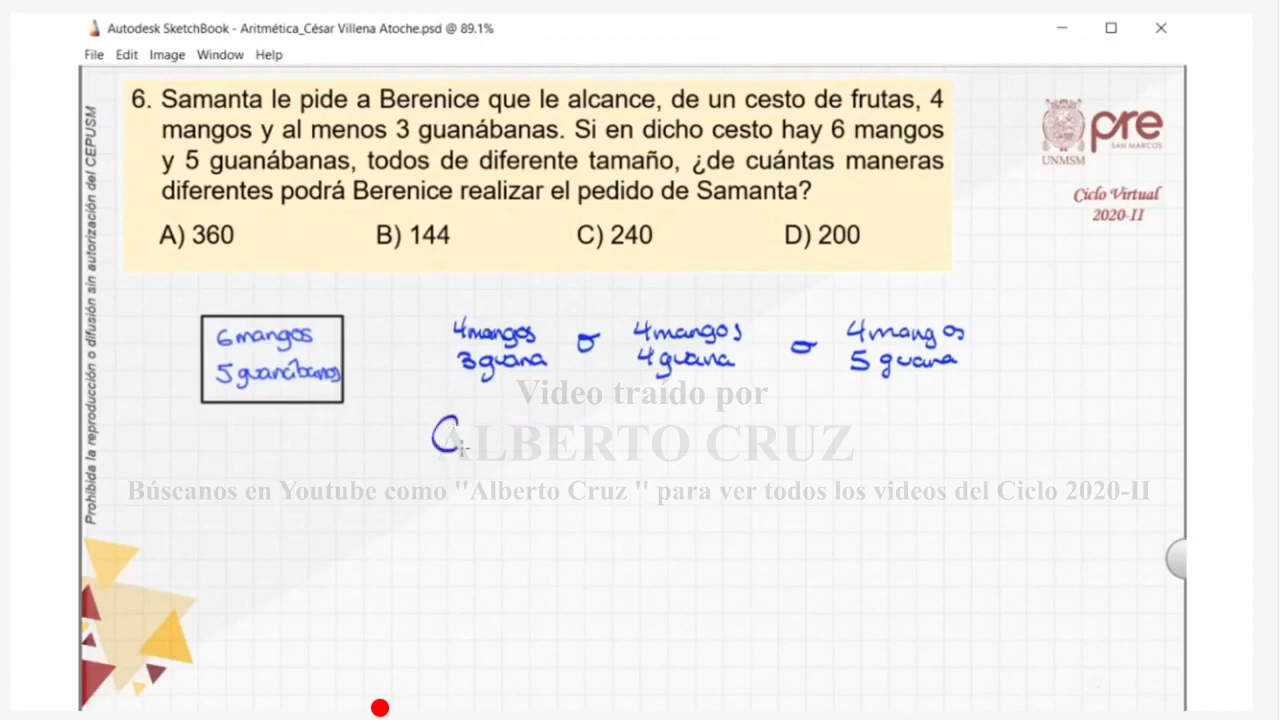 Autodesk SketchBook - Aritmética_César Villena Atoche.psd @ 89.1%
File Edit Image Window Help
Prohibida la reproducción o difusión sin autorización del CEPUSM
6. Samanta le pide a Berenice que le alcance, de un cesto de frutas, 4
mangos y al menos 3 guanábanas. Si en dicho cesto hay 6 mangos
y 5 guanábanas, todos de diferente tamaño, ¿de cuántas maneras
diferentes podrá Berenice realizar el pedido de Samanta?
A) 360 B) 144 C) 240 D) 200
UNMSM
pre
SAN MARCOS
Ciclo Virtual
2020-II
6 mangos
5 guanábanas
4 mangos o 4 mangos o 4 mangos
3 guana 4 guana 5 guana
C
Video traído por
ALBERTO CRUZ
Búscanos en Youtube como "Alberto Cruz " para ver todos los videos del Ciclo 2020-II